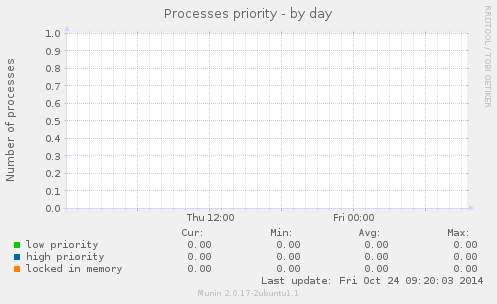 Processes priority - by day
RRDTOOL / TOBI OETIKER
Number of processes
1.0
0.9
0.8
0.7
0.6
0.5
0.4
0.3
0.2
0.1
0.0
Thu 12:00 Fri 00:00
Cur: Min: Avg: Max:
low priority 0.00 0.00 0.00 0.00
high priority 0.00 0.00 0.00 0.00
locked in memory 0.00 0.00 0.00 0.00
Last update: Fri Oct 24 09:20:03 2014
Munin 2.0.17-2ubuntu1.1